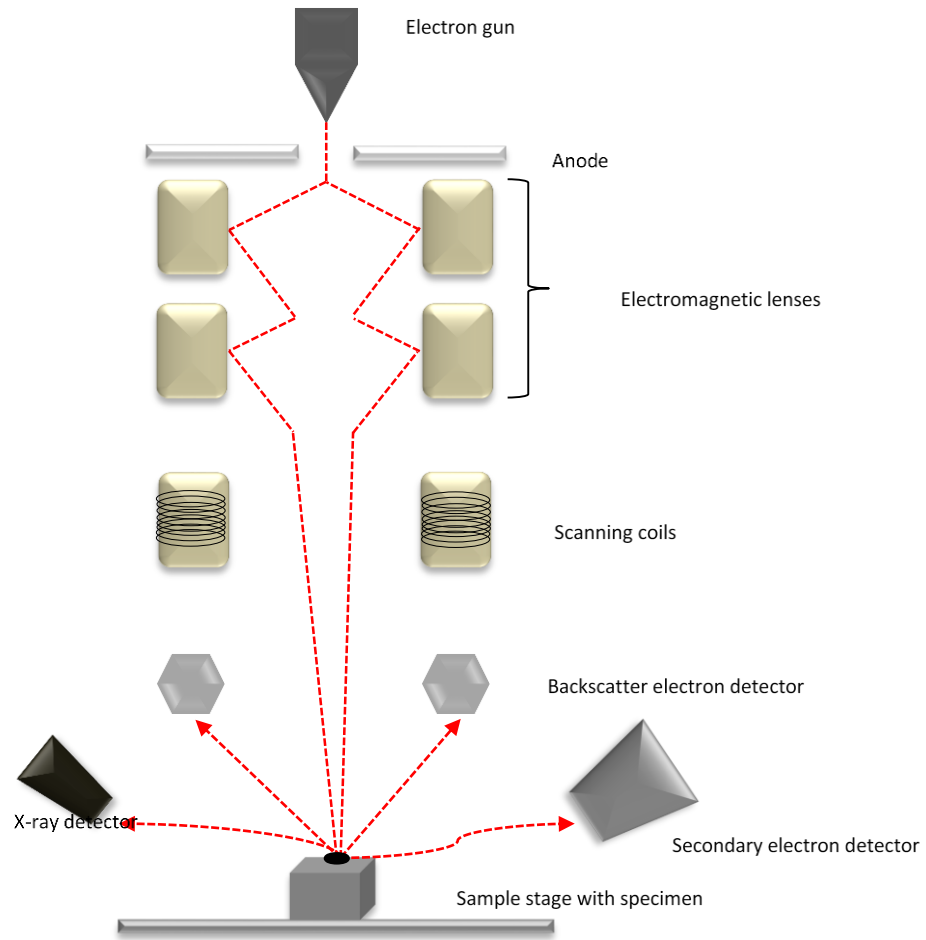 Electron gun
Anode
Electromagnetic lenses
Scanning coils
Backscatter electron detector
X-ray detector
Secondary electron detector
Sample stage with specimen